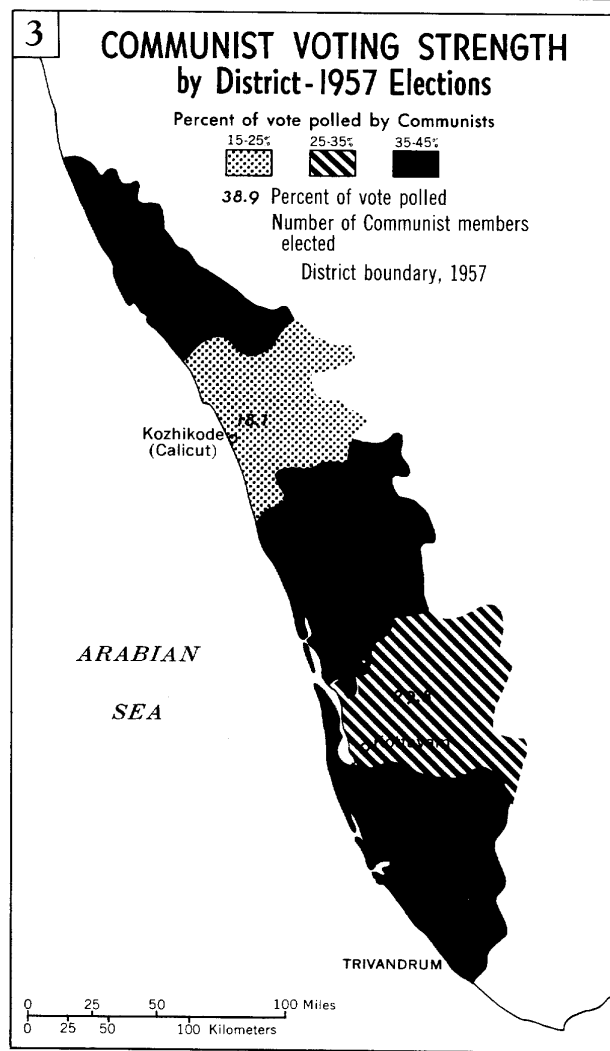 3
COMMUNIST VOTING STRENGTH
by District-1957 Elections
Percent of vote polled by Communists
15-25% 25-35% 35-45%
38.9 Percent of vote polled
Number of Communist members
elected
District boundary, 1957
Kozhikode
(Calicut)
ARABIAN
SEA
Kottayam
TRIVANDRUM
0 25 50 100 Miles
0 25 50 100 Kilometers